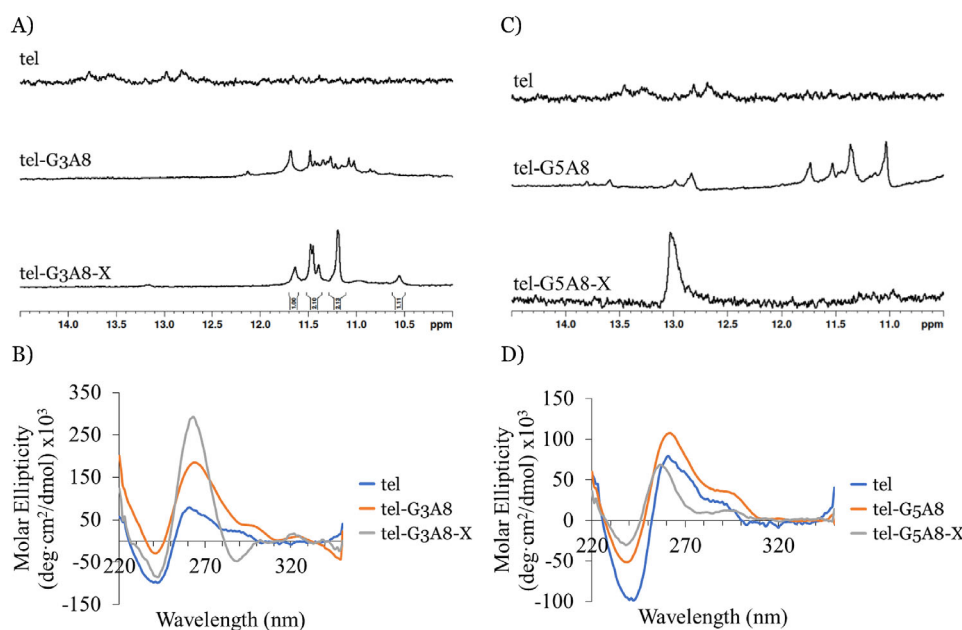 A)
tel
tel-G3A8
tel-G3A8-X
14.0 13.5 13.0 12.5 12.0 11.5 11.0 10.5 ppm
C)
tel
tel-G5A8
tel-G5A8-X
14.0 13.5 13.0 12.5 12.0 11.5 11.0 ppm
B)
Molar Ellipticity
(deg·cm²/dmol) x10³
350
250
150
50
-50
-150
220 270 320
Wavelength (nm)
tel
tel-G3A8
tel-G3A8-X
D)
Molar Ellipticity
(deg·cm²/dmol) x10³
150
100
50
0
-50
-100
220 270 320
Wavelength (nm)
tel
tel-G5A8
tel-G5A8-X